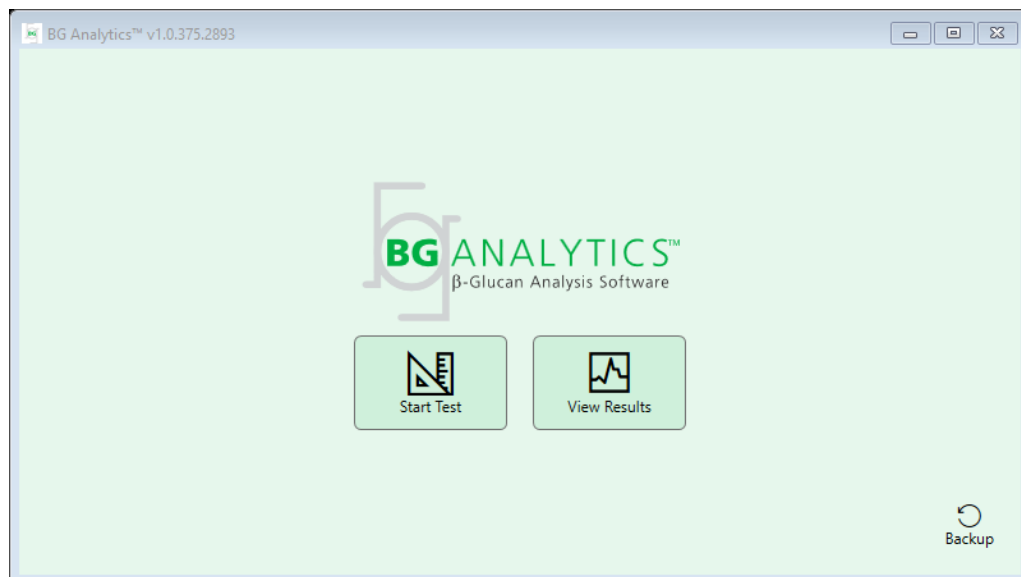 BG Analytics™ v1.0.375.2893
BG ANALYTICS™
β-Glucan Analysis Software
Start Test
View Results
Backup